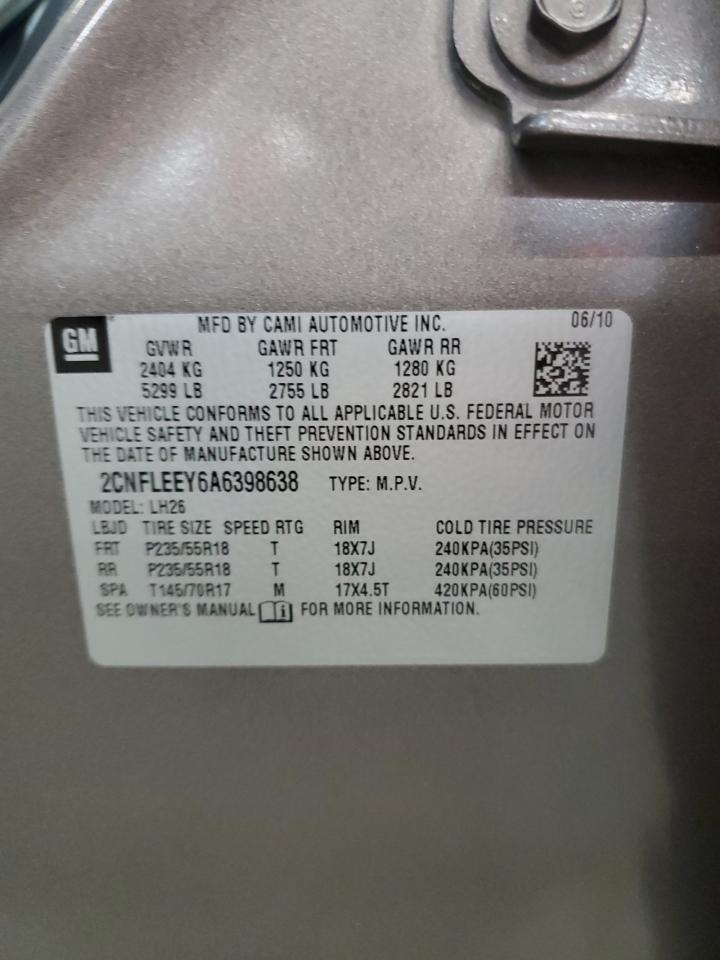 GM
MFD BY CAMI AUTOMOTIVE INC. 06/10
GVWR GAWR FRT GAWR RR
2404 KG 1250 KG 1280 KG
5299 LB 2755 LB 2821 LB
THIS VEHICLE CONFORMS TO ALL APPLICABLE U.S. FEDERAL MOTOR
VEHICLE SAFETY AND THEFT PREVENTION STANDARDS IN EFFECT ON
THE DATE OF MANUFACTURE SHOWN ABOVE.
2CNFLEEY6A6398638 TYPE: M.P.V.
MODEL: LH26
LBJD TIRE SIZE SPEED RTG RIM COLD TIRE PRESSURE
FRT P235/55R18 T 18X7J 240KPA(35PSI)
RR P235/55R18 T 18X7J 240KPA(35PSI)
SPA T145/70R17 M 17X4.5T 420KPA(60PSI)
SEE OWNER'S MANUAL FOR MORE INFORMATION.